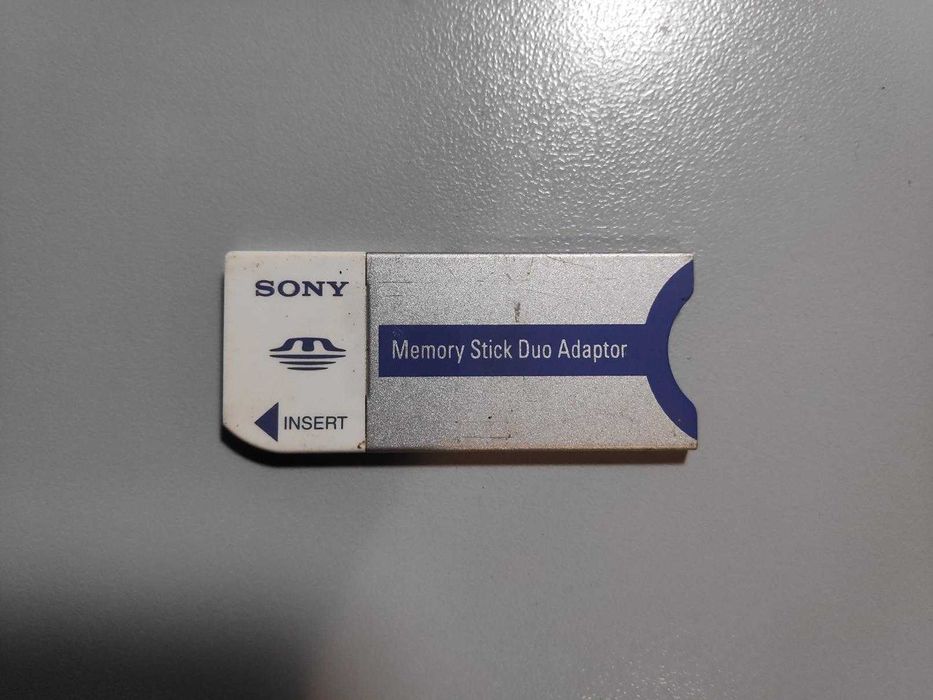 SONY
Memory Stick Duo Adaptor
INSERT